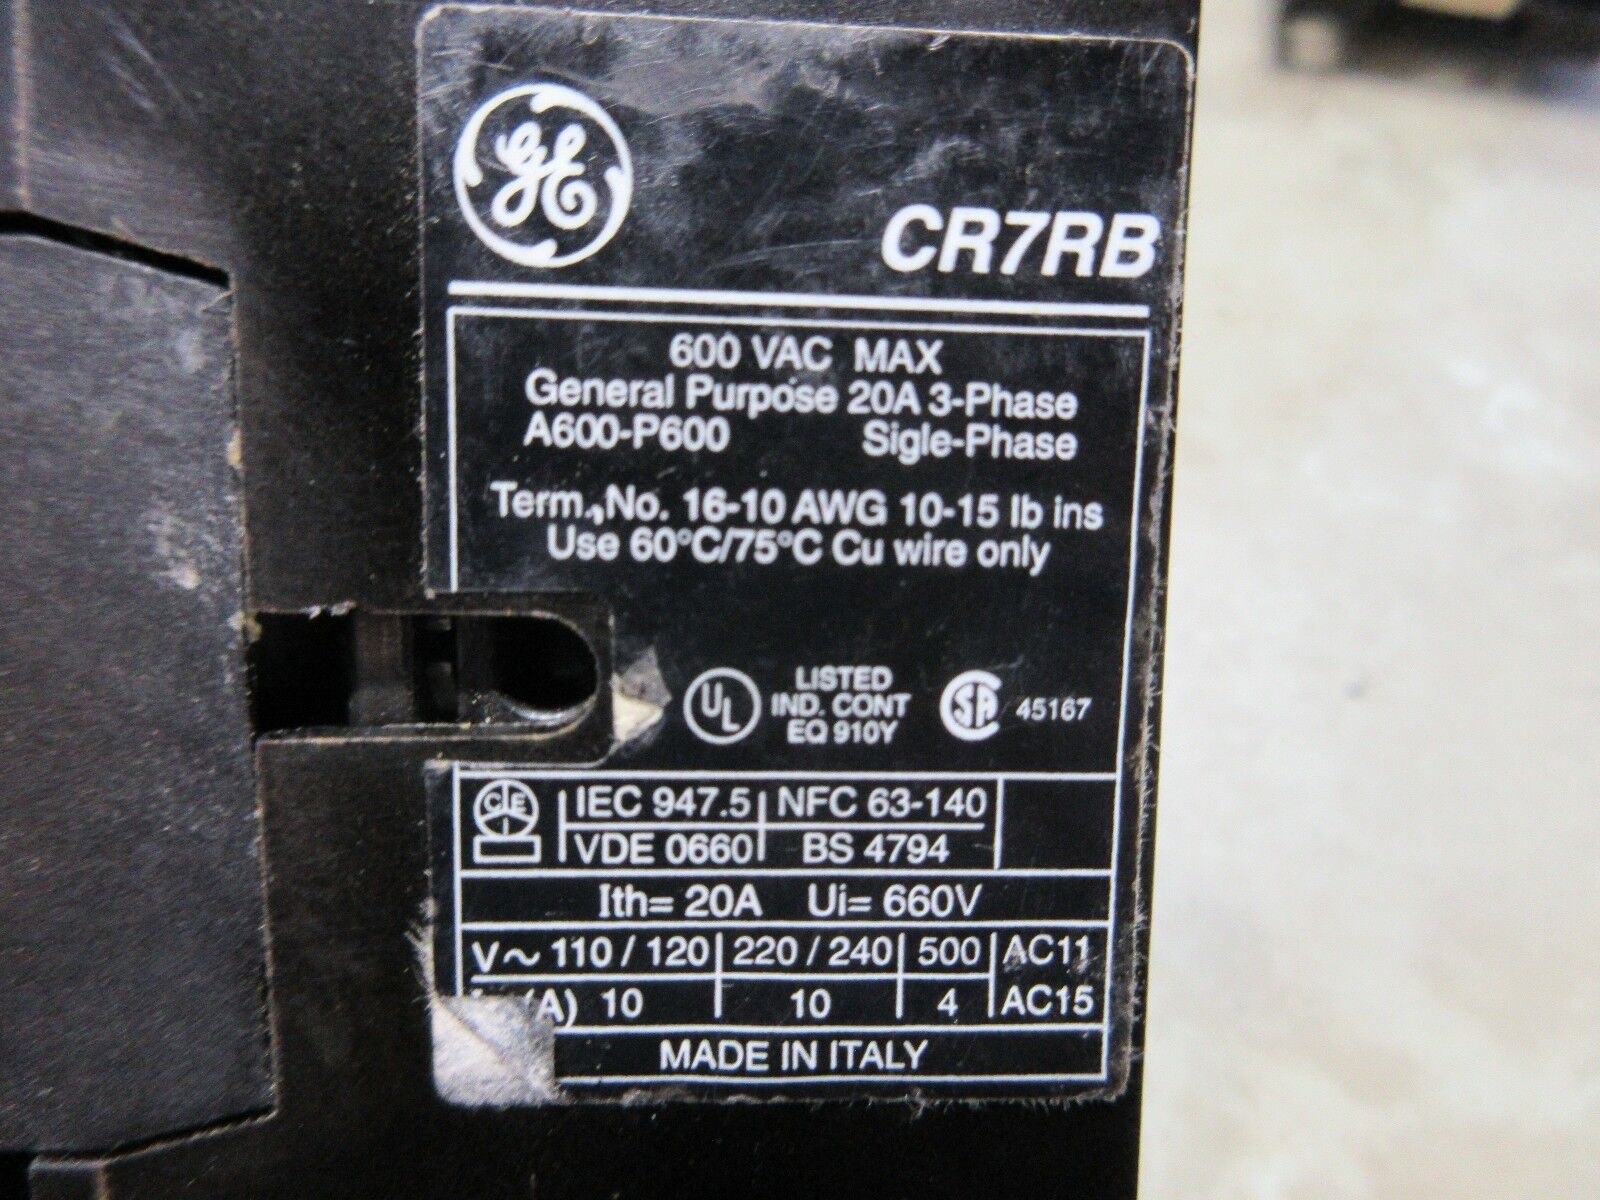 GE
CR7RB
600 VAC MAX
General Purpose 20A 3-Phase
A600-P600 Sigle-Phase
Term., No. 16-10 AWG 10-15 lb ins
Use 60°C/75°C Cu wire only
UL LISTED
IND. CONT
EQ 910Y
SA 45167
CEI IEC 947.5 NFC 63-140
VDE 0660 BS 4794
Ith= 20A Ui= 660V
V~ 110 / 120 220 / 240 500 AC11
(A) 10 10 4 AC15
MADE IN ITALY